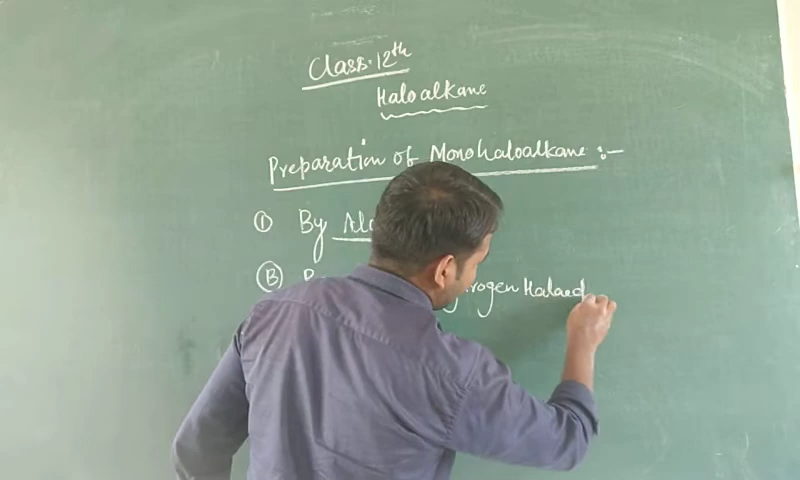 Class:12th
Haloalkane
Preparation of Monohaloalkane :-
① By
Ⓑ Halaed